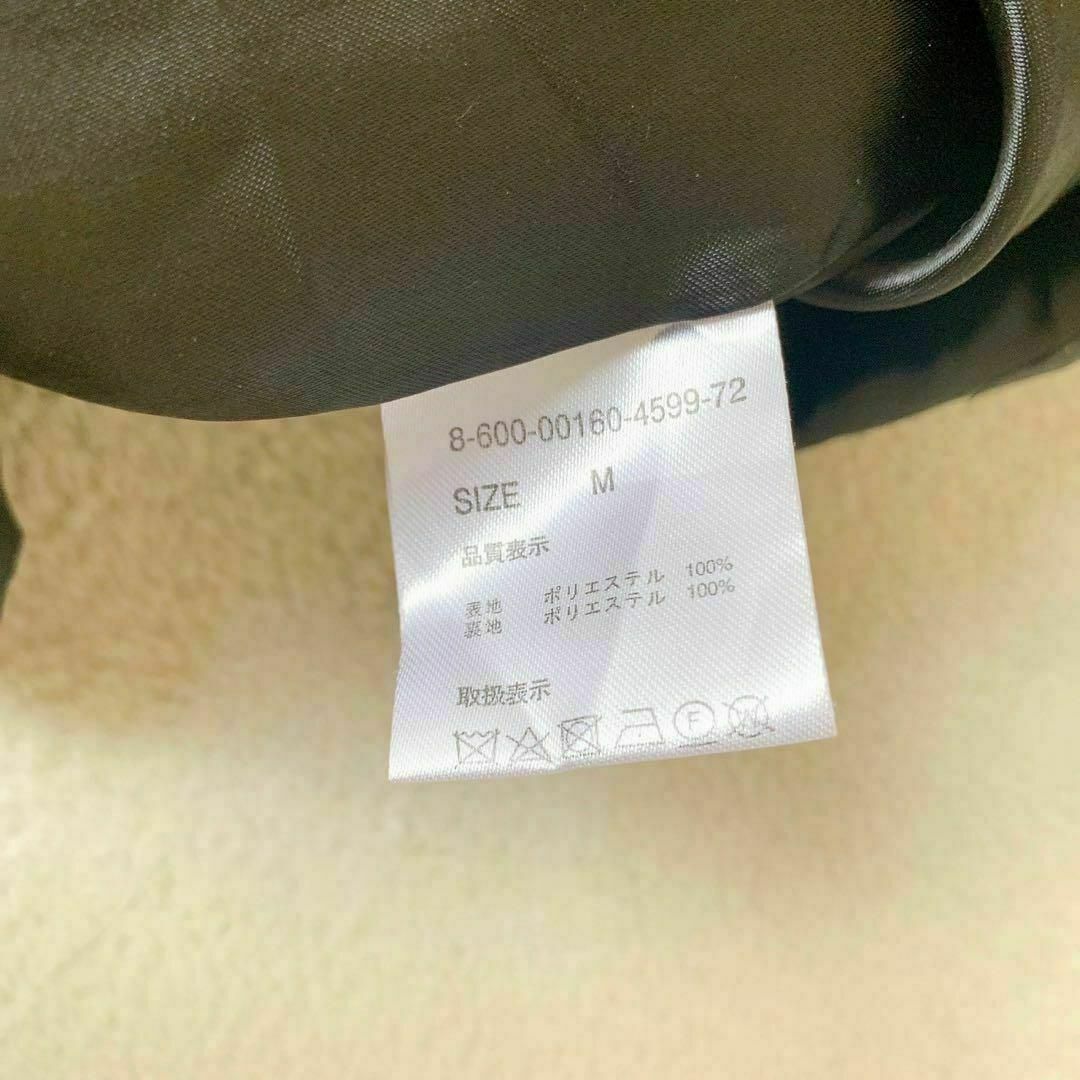 8-600-00160-4599-72
SIZE M
品質表示
表地 ポリエステル 100%
裏地 ポリエステル 100%
取扱表示
F W